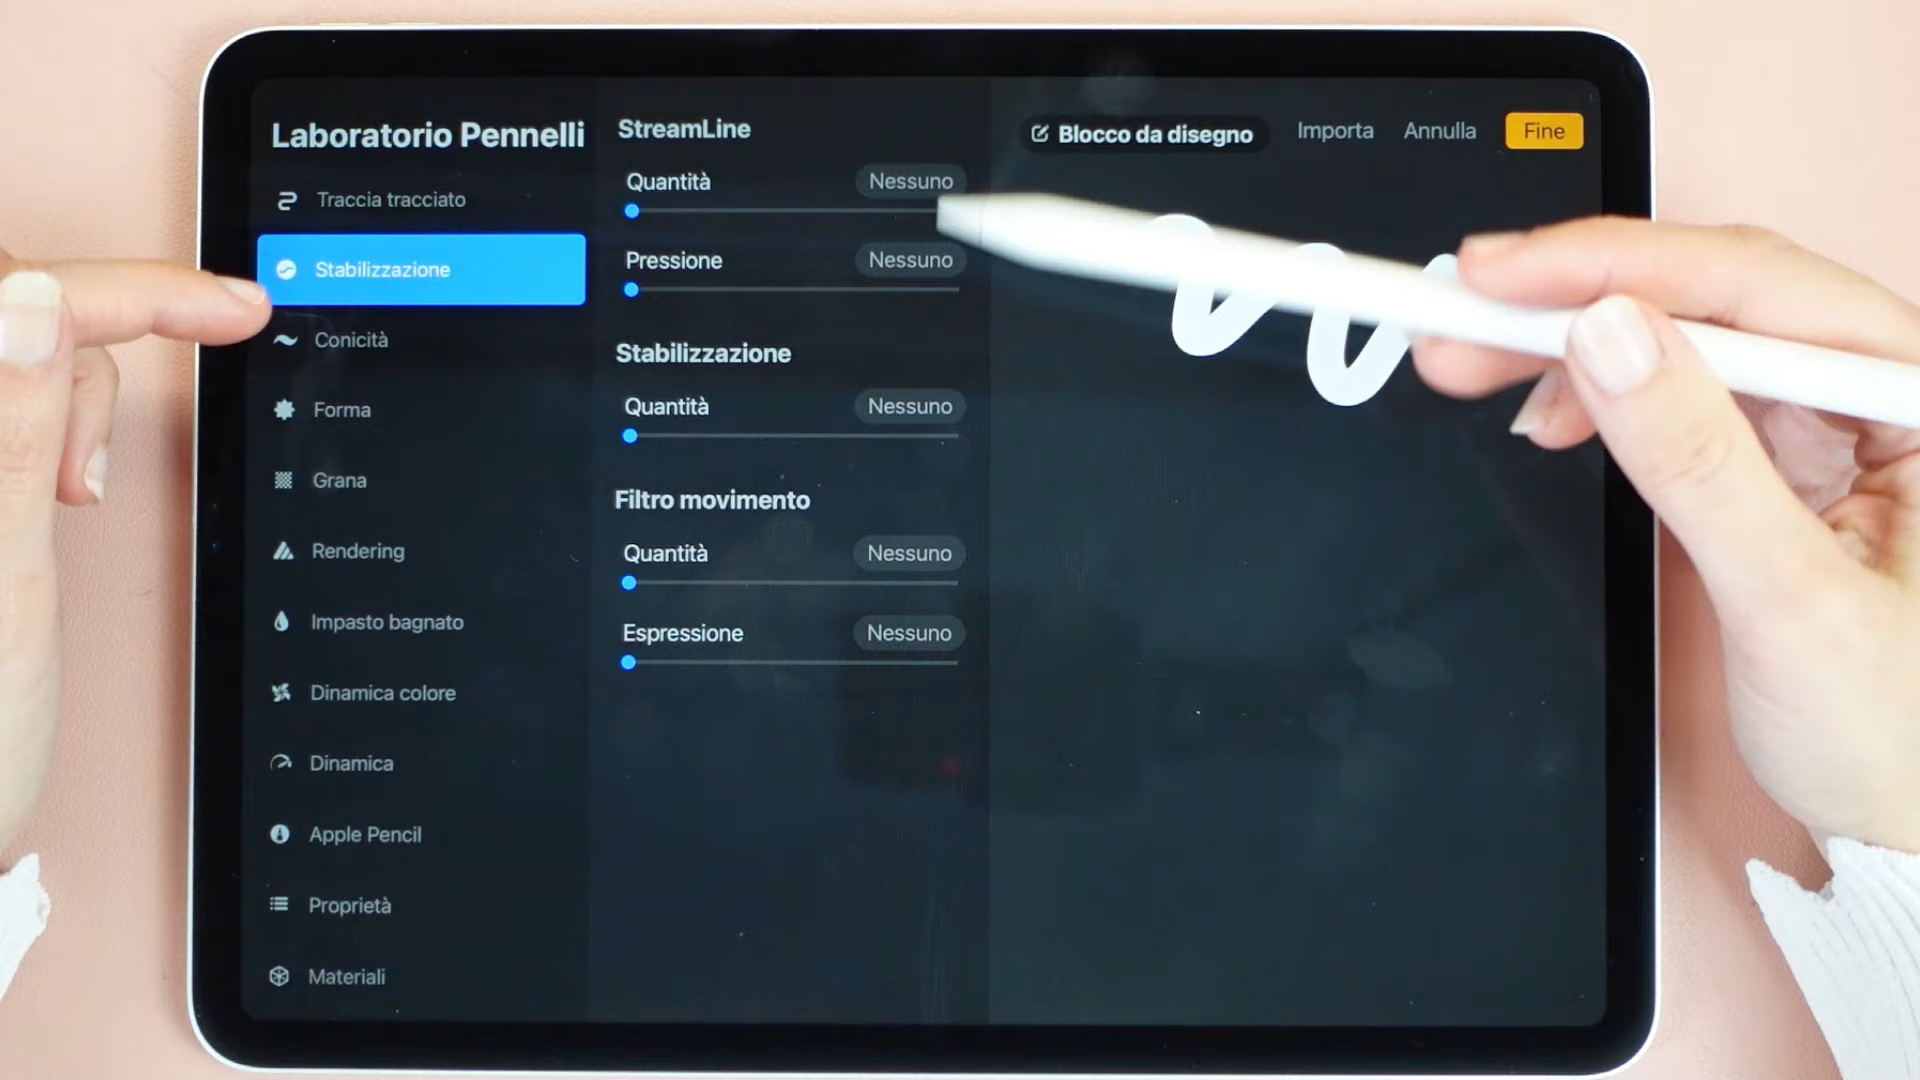 Laboratorio Pennelli
Traccia tracciato
Stabilizzazione
Conicità
Forma
Grana
Rendering
Impasto bagnato
Dinamica colore
Dinamica
Apple Pencil
Proprietà
Materiali
StreamLine
Quantità Nessuno
Pressione Nessuno
Stabilizzazione
Quantità Nessuno
Filtro movimento
Quantità Nessuno
Espressione Nessuno
Blocco da disegno Importa Annulla Fine